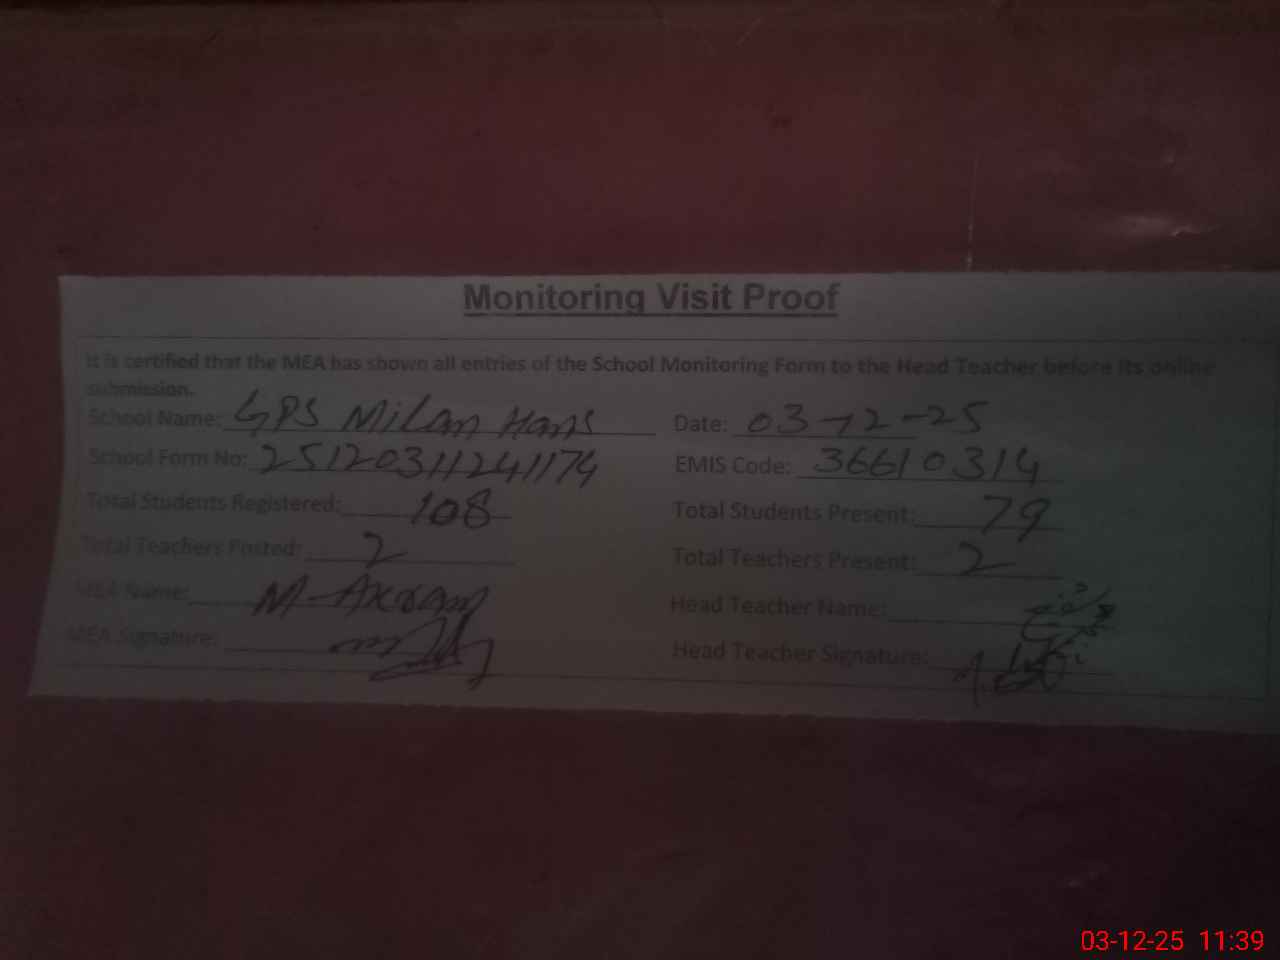 Monitoring Visit Proof
It is certified that the MEA has shown all entries of the School Monitoring Form to the Head Teacher before its online
submission.
School Name: GPS Milan Hans Date: 03-12-25
School Form No: 25120311241174 EMIS Code: 36610314
Total Students Registered: 108 Total Students Present: 79
Total Teachers Posted: 2 Total Teachers Present: 2
MEA Name: M-Akram Head Teacher Name:
MEA Signature: Head Teacher Signature:
03-12-25 11:39